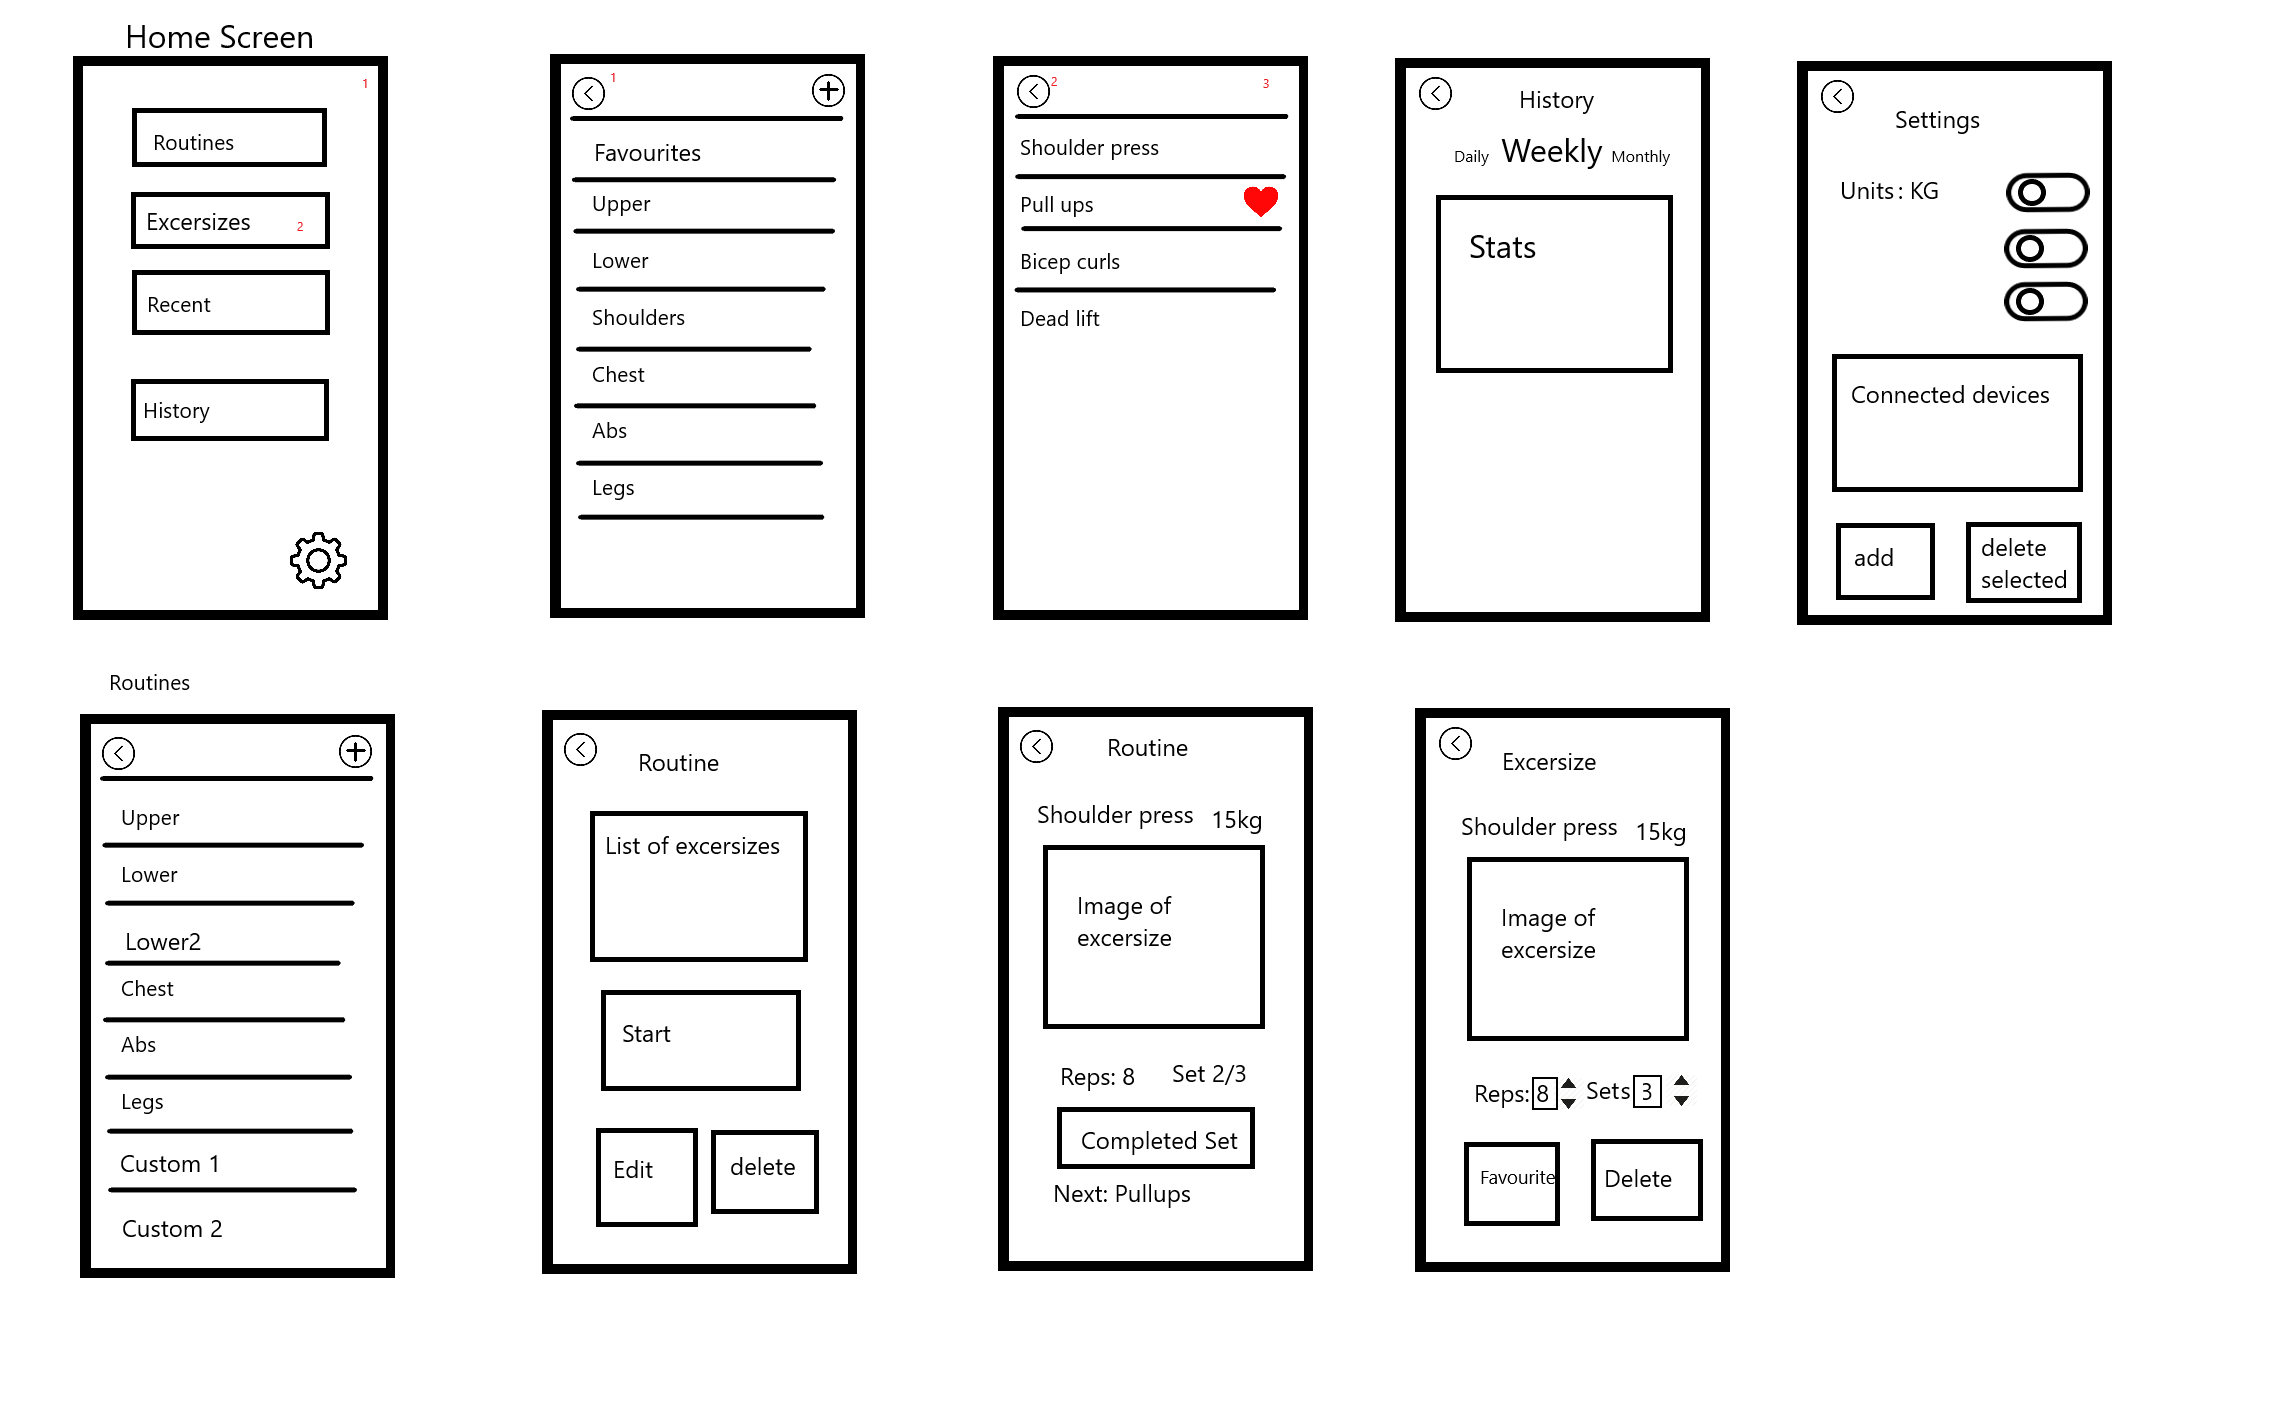 Home Screen
1
Routines
Excersizes 2
Recent
History
1
Favourites
Upper
Lower
Shoulders
Chest
Abs
Legs
2 3
Shoulder press
Pull ups
Bicep curls
Dead lift
History
Daily Weekly Monthly
Stats
Settings
Units : KG
Connected devices
add
delete
selected
Routines
Upper
Lower
Lower2
Chest
Abs
Legs
Custom 1
Custom 2
Routine
List of excersizes
Start
Edit
delete
Routine
Shoulder press 15kg
Image of
excersize
Reps: 8 Set 2/3
Completed Set
Next: Pullups
Excersize
Shoulder press 15kg
Image of
excersize
Reps: 8 Sets 3
Favourite
Delete